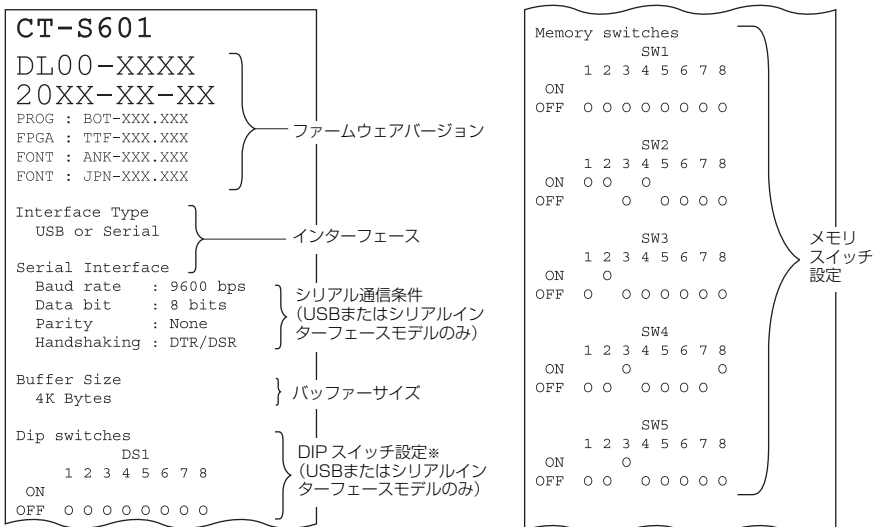 CT-S601
DL00-XXXX
20XX-XX-XX
PROG : BOT-XXX.XXX
FPGA : TTF-XXX.XXX
FONT : ANK-XXX.XXX
FONT : JPN-XXX.XXX
ファームウェアバージョン
Interface Type
USB or Serial
インターフェース
Serial Interface
Baud rate : 9600 bps
Data bit : 8 bits
Parity : None
Handshaking : DTR/DSR
シリアル通信条件
(USBまたはシリアルイン
ターフェースモデルのみ)
Buffer Size
4K Bytes
バッファーサイズ
Dip switches
DS1
1 2 3 4 5 6 7 8
ON
OFF O O O O O O O O
DIP スイッチ設定※
(USBまたはシリアルイン
ターフェースモデルのみ)
Memory switches
SW1
1 2 3 4 5 6 7 8
ON
OFF O O O O O O O O
SW2
1 2 3 4 5 6 7 8
ON O O   O
OFF     O   O O O O
SW3
1 2 3 4 5 6 7 8
ON   O
OFF O   O O O O O O
SW4
1 2 3 4 5 6 7 8
ON     O         O
OFF O O   O O O O
SW5
1 2 3 4 5 6 7 8
ON     O
OFF O O   O O O O O
メモリ
スイッチ
設定